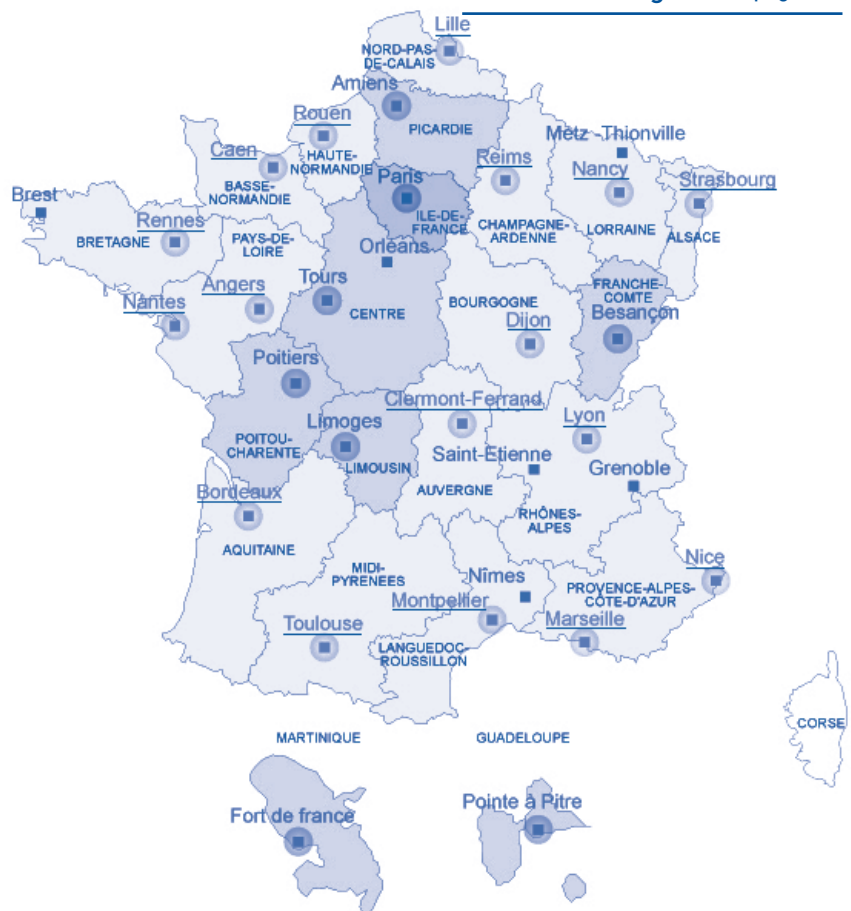 Lille
NORD-PAS-
DE-CALAIS
Amiens
Rouen
PICARDIE
Caen
HAUTE-
NORMANDIE
Metz -Thionville
Reims
Paris
Nancy
Strasbourg
BASSE-
NORMANDIE
Brest
ILE-DE-
FRANCE
CHAMPAGNE-
ARDENNE
LORRAINE
ALSACE
Rennes
BRETAGNE
PAYS-DE-
LOIRE
Orléans
Tours
Angers
Nantes
CENTRE
BOURGOGNE
FRANCHE-
COMTE
Besançon
Dijon
Poitiers
Clermont-Ferrand
Limoges
Lyon
POITOU-
CHARENTE
LIMOUSIN
Saint-Etienne
Grenoble
AUVERGNE
Bordeaux
RHÔNES-
ALPES
AQUITAINE
MIDI-
PYRENEES
Nîmes
Nice
PROVENCE-ALPES-
CÔTE-D'AZUR
Montpellier
Marseille
Toulouse
LANGUEDOC-
ROUSSILLON
CORSE
MARTINIQUE
GUADELOUPE
Fort de france
Pointe à Pitre